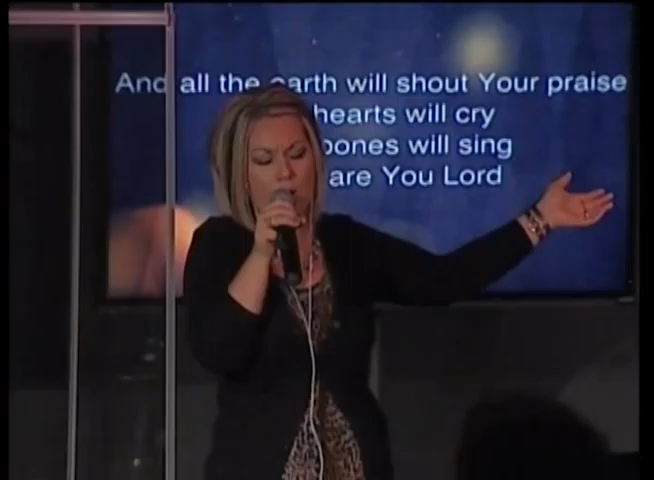 And all the earth will shout Your praise
hearts will cry
bones will sing
are You Lord